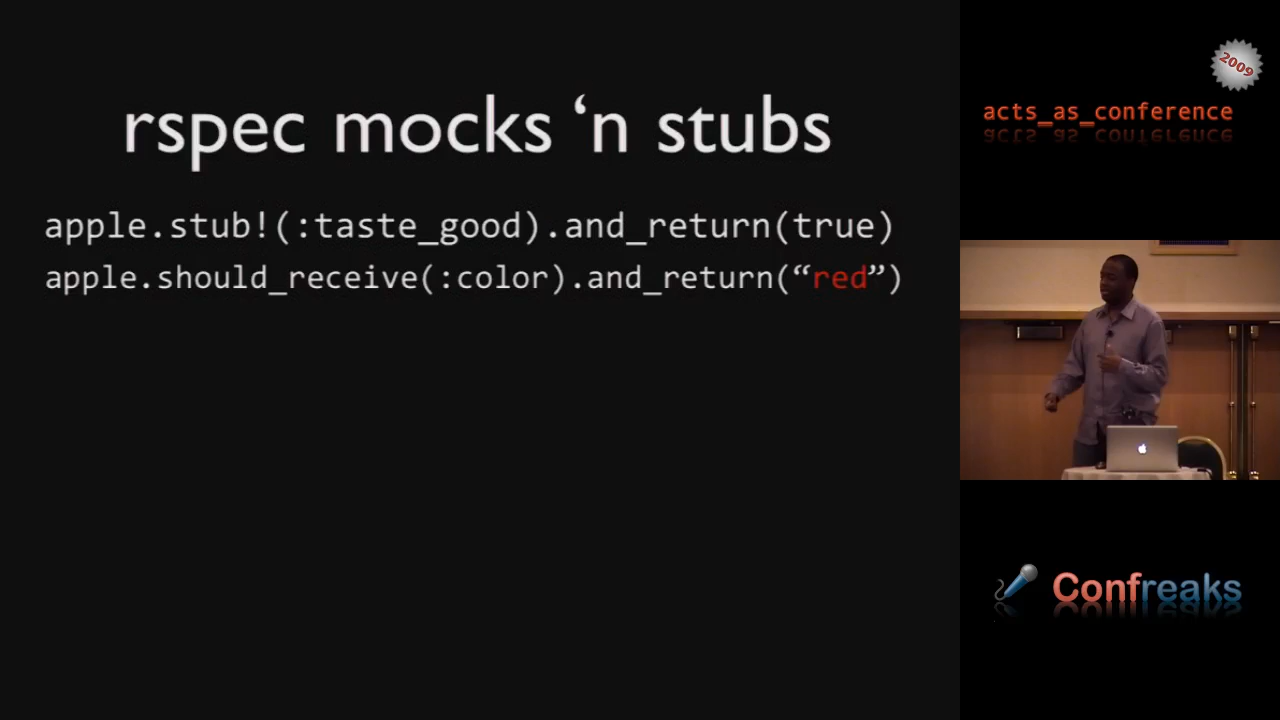 rspec mocks ‘n stubs
apple.stub!(:taste_good).and_return(true)
apple.should_receive(:color).and_return(“red”)
2009
acts_as_conference
Confreaks